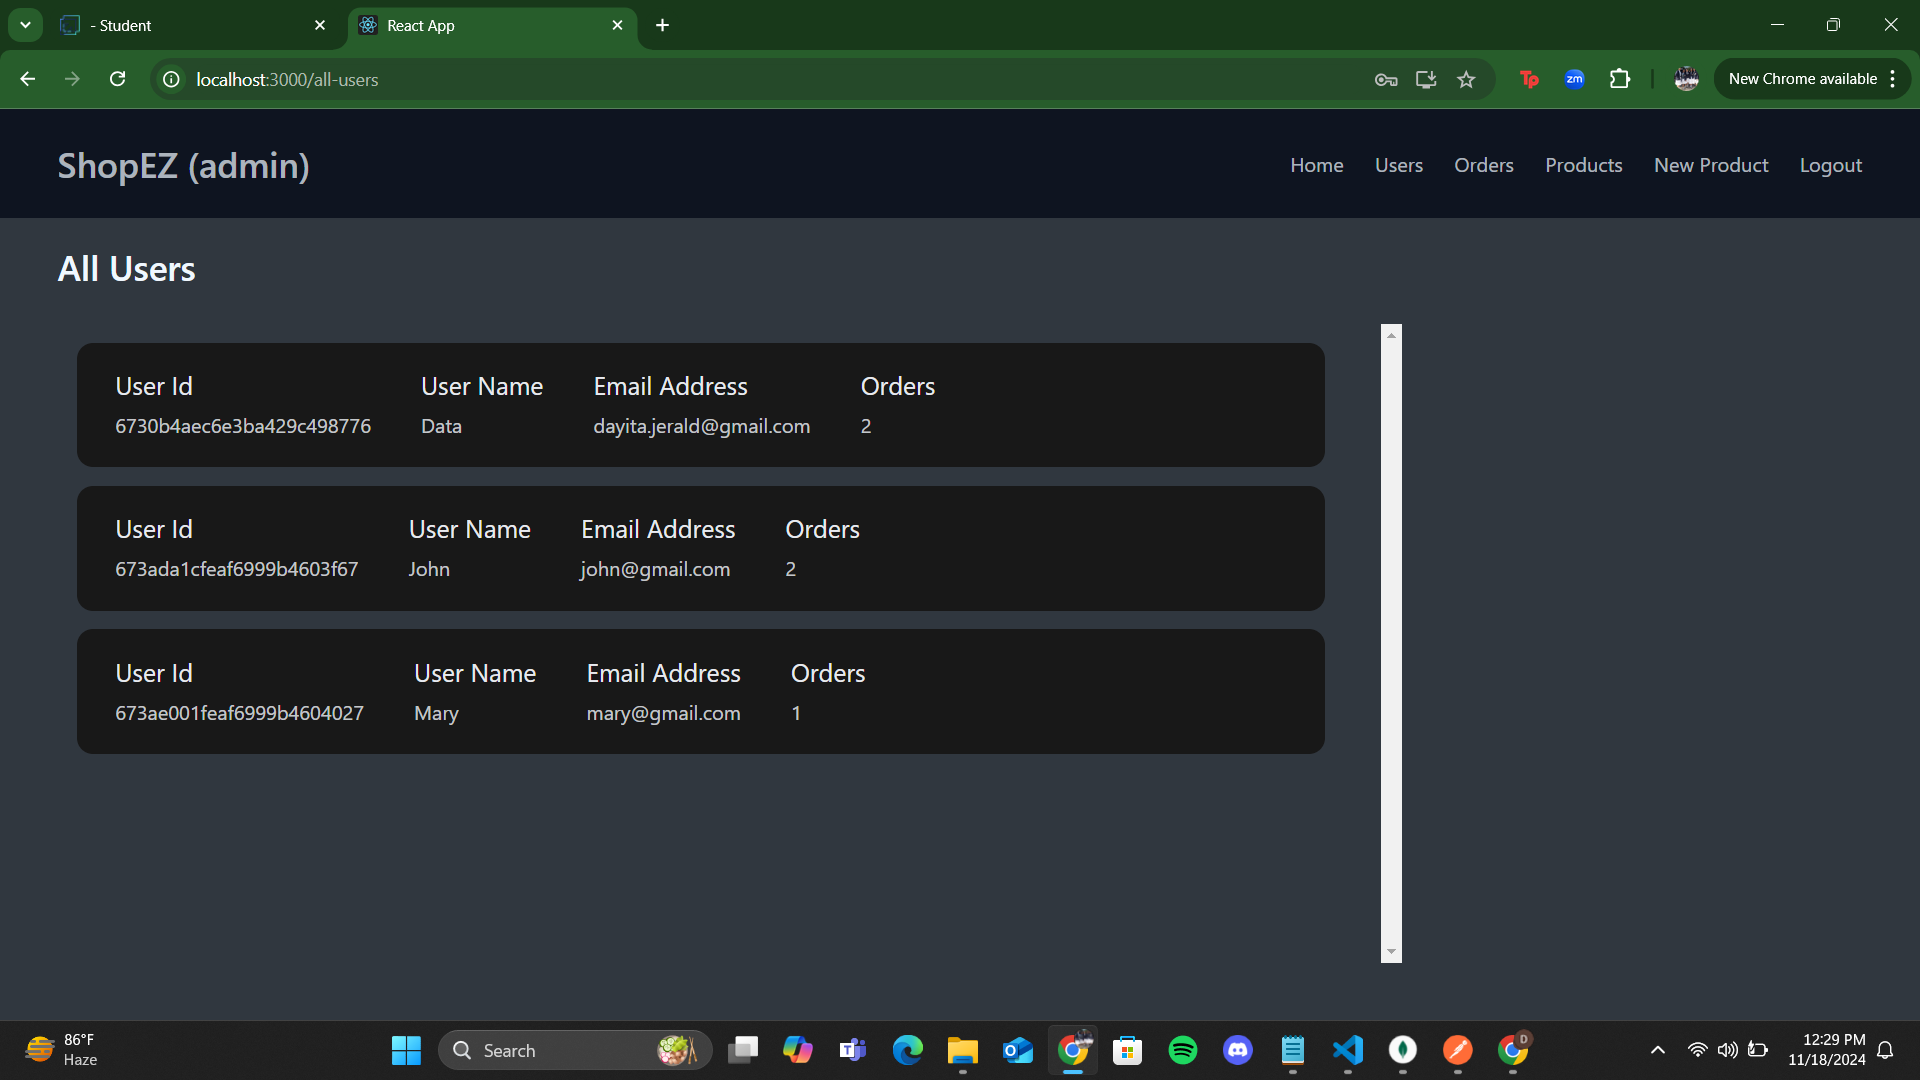 - Student
React App
localhost:3000/all-users
Tp
zm
New Chrome available
ShopEZ (admin)
Home Users Orders Products New Product Logout
All Users
User Id User Name Email Address Orders
6730b4aec6e3ba429c498776 Data dayita.jerald@gmail.com 2
User Id User Name Email Address Orders
673ada1cfeaf6999b4603f67 John john@gmail.com 2
User Id User Name Email Address Orders
673ae001feaf6999b4604027 Mary mary@gmail.com 1
86°F
Haze
Search
D
12:29 PM
11/18/2024